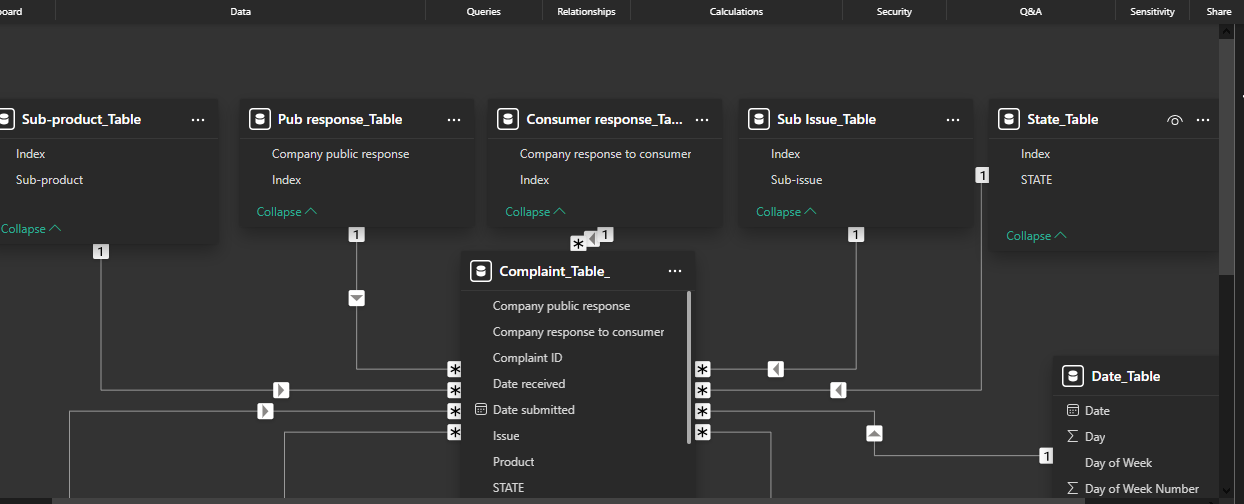 board
Data
Queries
Relationships
Calculations
Security
Q&A
Sensitivity
Share
Sub-product_Table ...
Index
Sub-product
Collapse
1
Pub response_Table ...
Company public response
Index
Collapse
1
Consumer response_Ta... ...
Company response to consumer
Index
Collapse
1
*
Sub Issue_Table ...
Index
Sub-issue
Collapse
1
State_Table ...
Index
STATE
Collapse
1
Complaint_Table_ ...
Company public response
Company response to consumer
Complaint ID
Date received
Date submitted
Issue
Product
STATE
*
*
*
*
*
*
*
*
Date_Table
Date
Σ Day
Day of Week
Σ Day of Week Number
1